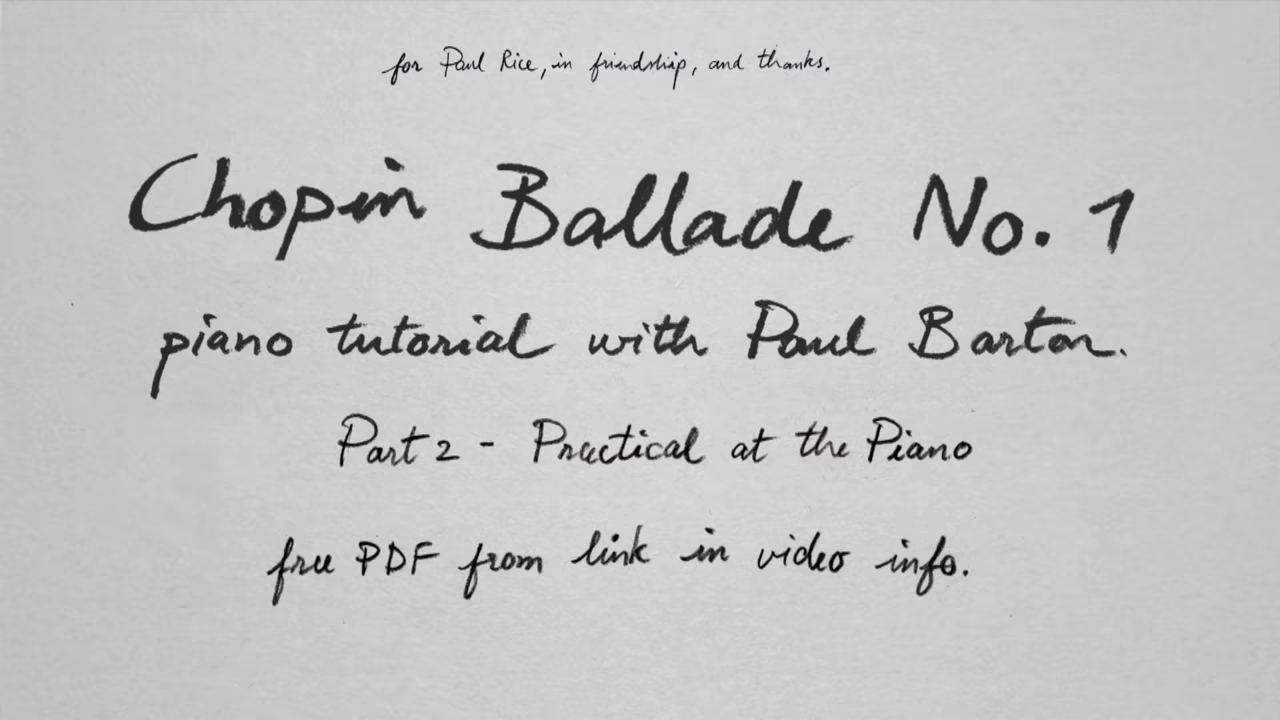 for Paul Rice, in friendship, and thanks.
Chopin Ballade No. 1
piano tutorial with Paul Barton.
Part 2 - Practical at the Piano
free PDF from link in video info.